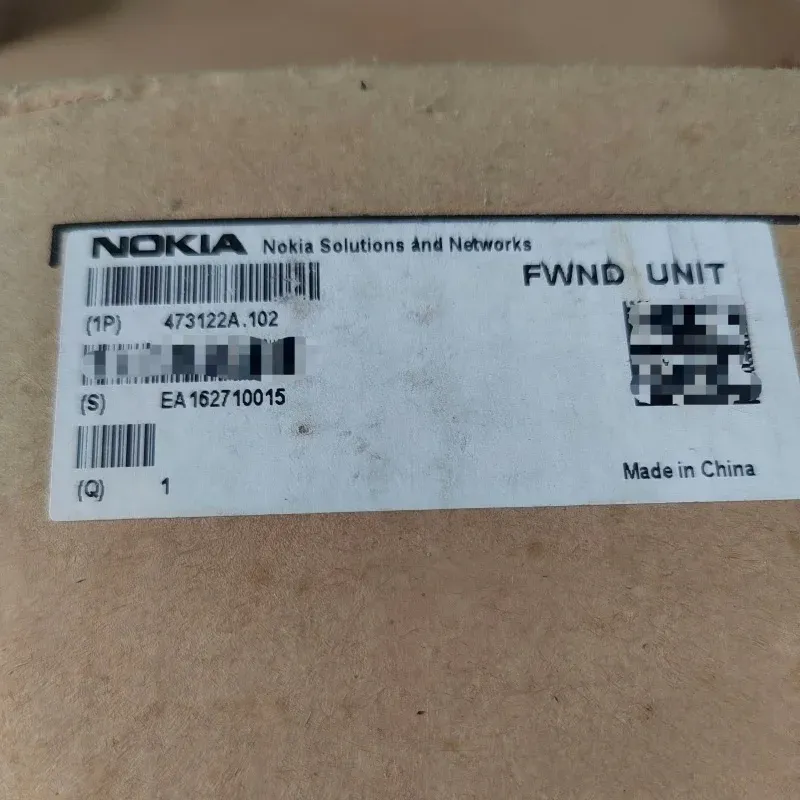 NOKIA Nokia Solutions and Networks
FWND UNIT
(1P) 473122A.102
(S) EA162710015
(Q) 1
Made in China